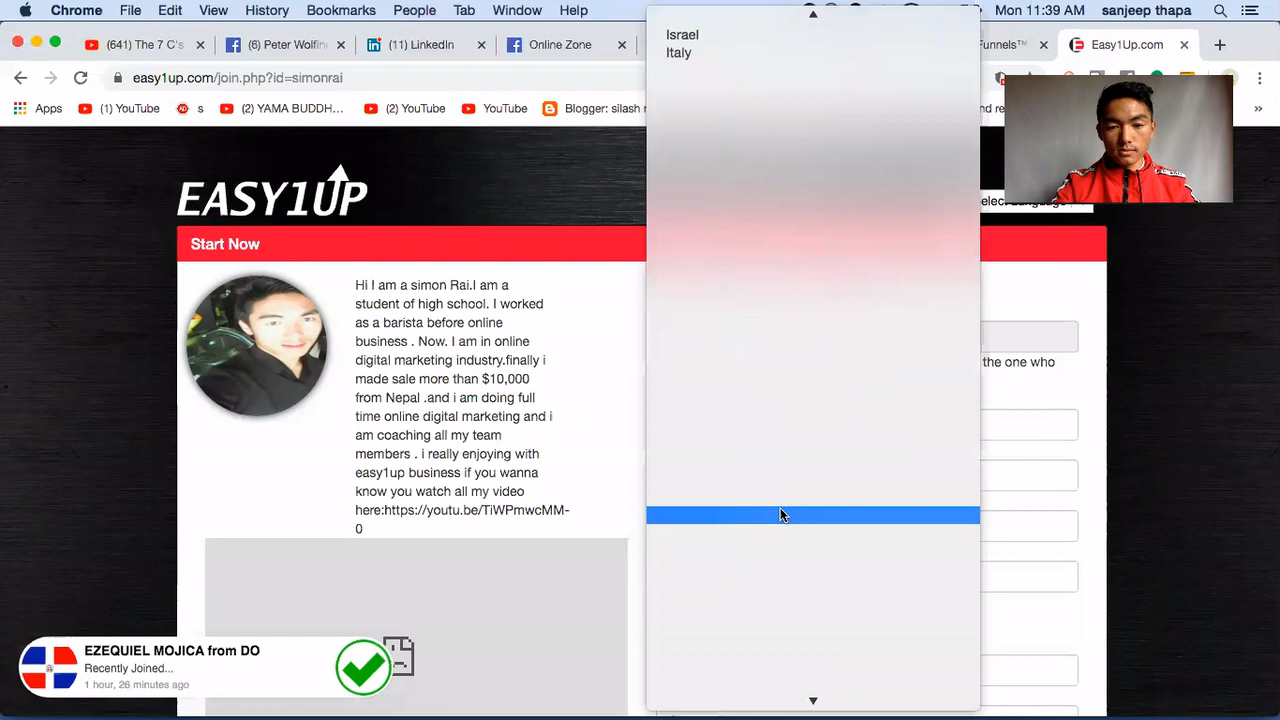 Chrome File Edit View History Bookmarks People Tab Window Help Mon 11:39 AM sanjeep thapa
(641) The 7 C's (6) Peter Wolfin (11) LinkedIn Online Zone Funnels™ Easy1Up.com
easy1up.com/join.php?id=simonrai
Apps (1) YouTube s (2) YAMA BUDDH... (2) YouTube YouTube Blogger: silash
Israel
Italy
EASY1UP
Start Now
Hi I am a simon Rai.I am a
student of high school. I worked
as a barista before online
business . Now. I am in online
digital marketing industry.finally i
made sale more than $10,000
from Nepal .and i am doing full
time online digital marketing and i
am coaching all my team
members . i really enjoying with
easy1up business if you wanna
know you watch all my video
here:https://youtu.be/TiWPmwcMM-
0
the one who
EZEQUIEL MOJICA from DO
Recently Joined...
1 hour, 26 minutes ago